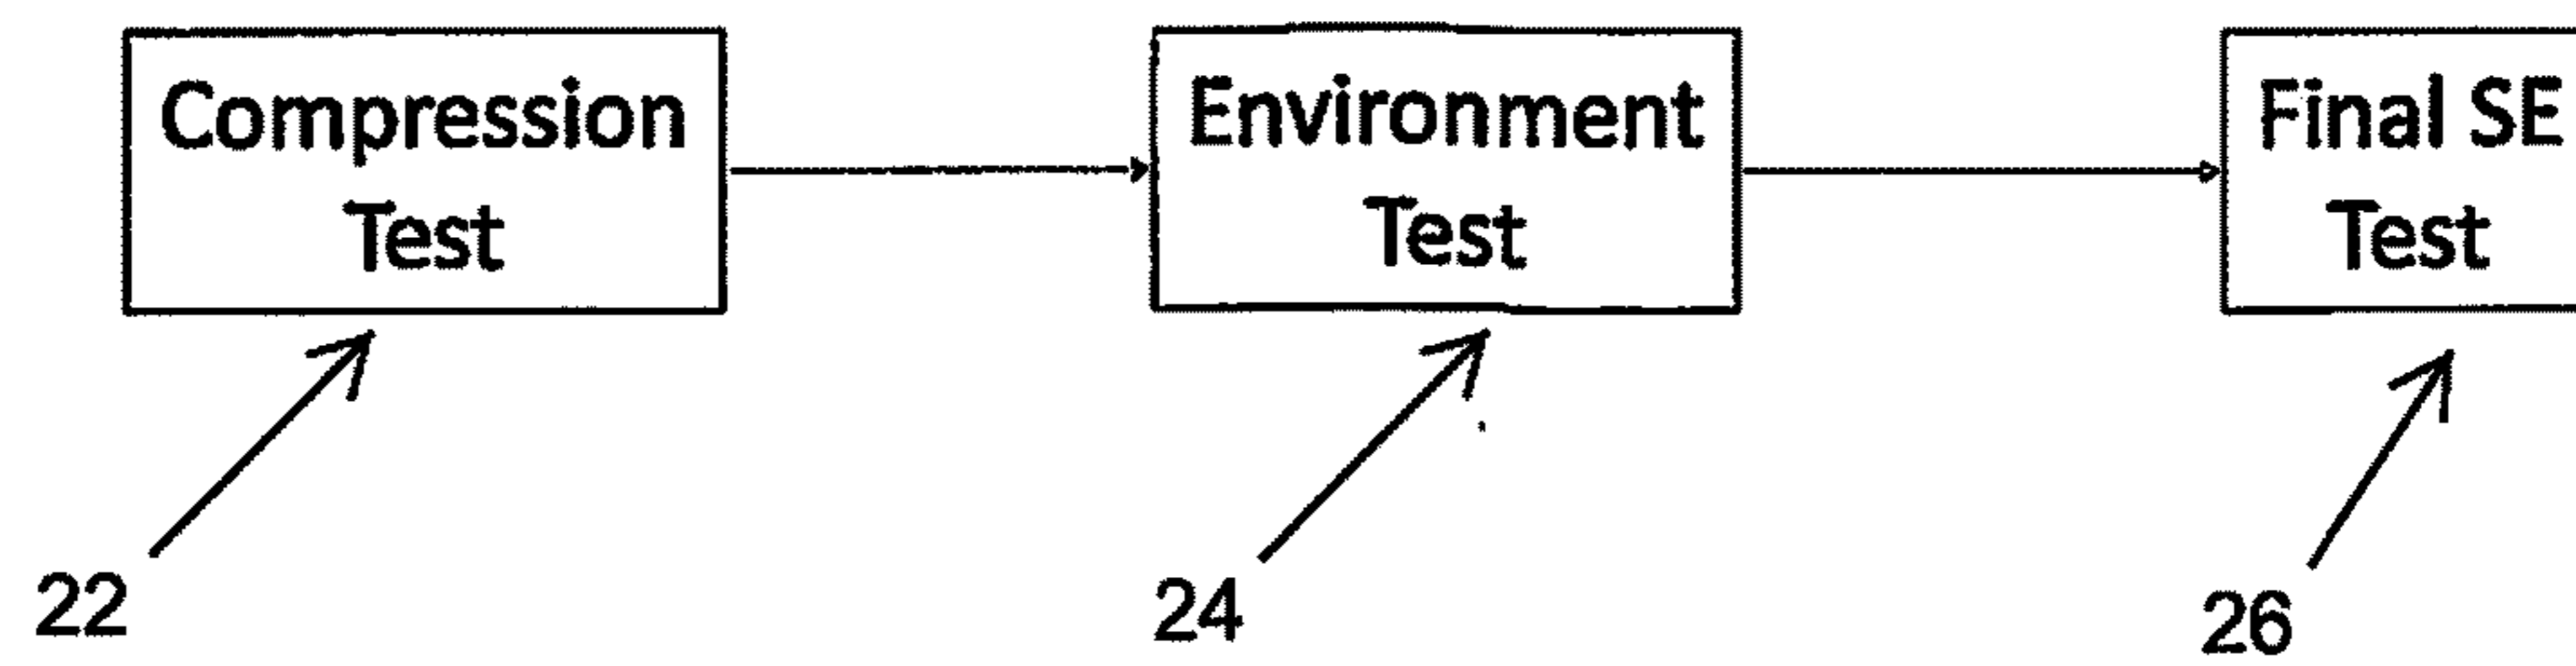 Compression
Test
Environment
Test
Final SE
Test
22
24
26